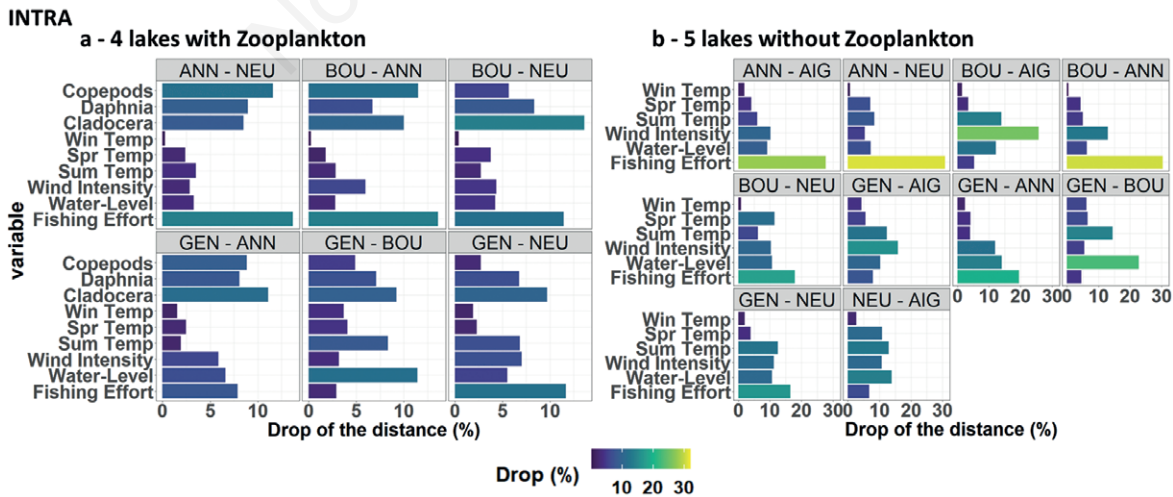 INTRA
a - 4 lakes with Zooplankton
b - 5 lakes without Zooplankton
variable
ANN - NEU
BOU - ANN
BOU - NEU
Copepods
Daphnia
Cladocera
Win Temp
Spr Temp
Sum Temp
Wind Intensity
Water-Level
Fishing Effort
GEN - ANN
GEN - BOU
GEN - NEU
Copepods
Daphnia
Cladocera
Win Temp
Spr Temp
Sum Temp
Wind Intensity
Water-Level
Fishing Effort
0 5 10 0 5 10 0 5 10
Drop of the distance (%)
ANN - AIG
ANN - NEU
BOU - AIG
BOU - ANN
Win Temp
Spr Temp
Sum Temp
Wind Intensity
Water-Level
Fishing Effort
BOU - NEU
GEN - AIG
GEN - ANN
GEN - BOU
Win Temp
Spr Temp
Sum Temp
Wind Intensity
Water-Level
Fishing Effort
0 10 20 30 0 10 20 30
GEN - NEU
NEU - AIG
Win Temp
Spr Temp
Sum Temp
Wind Intensity
Water-Level
Fishing Effort
0 10 20 30 0 10 20 30
Drop of the distance (%)
Drop (%)
10 20 30